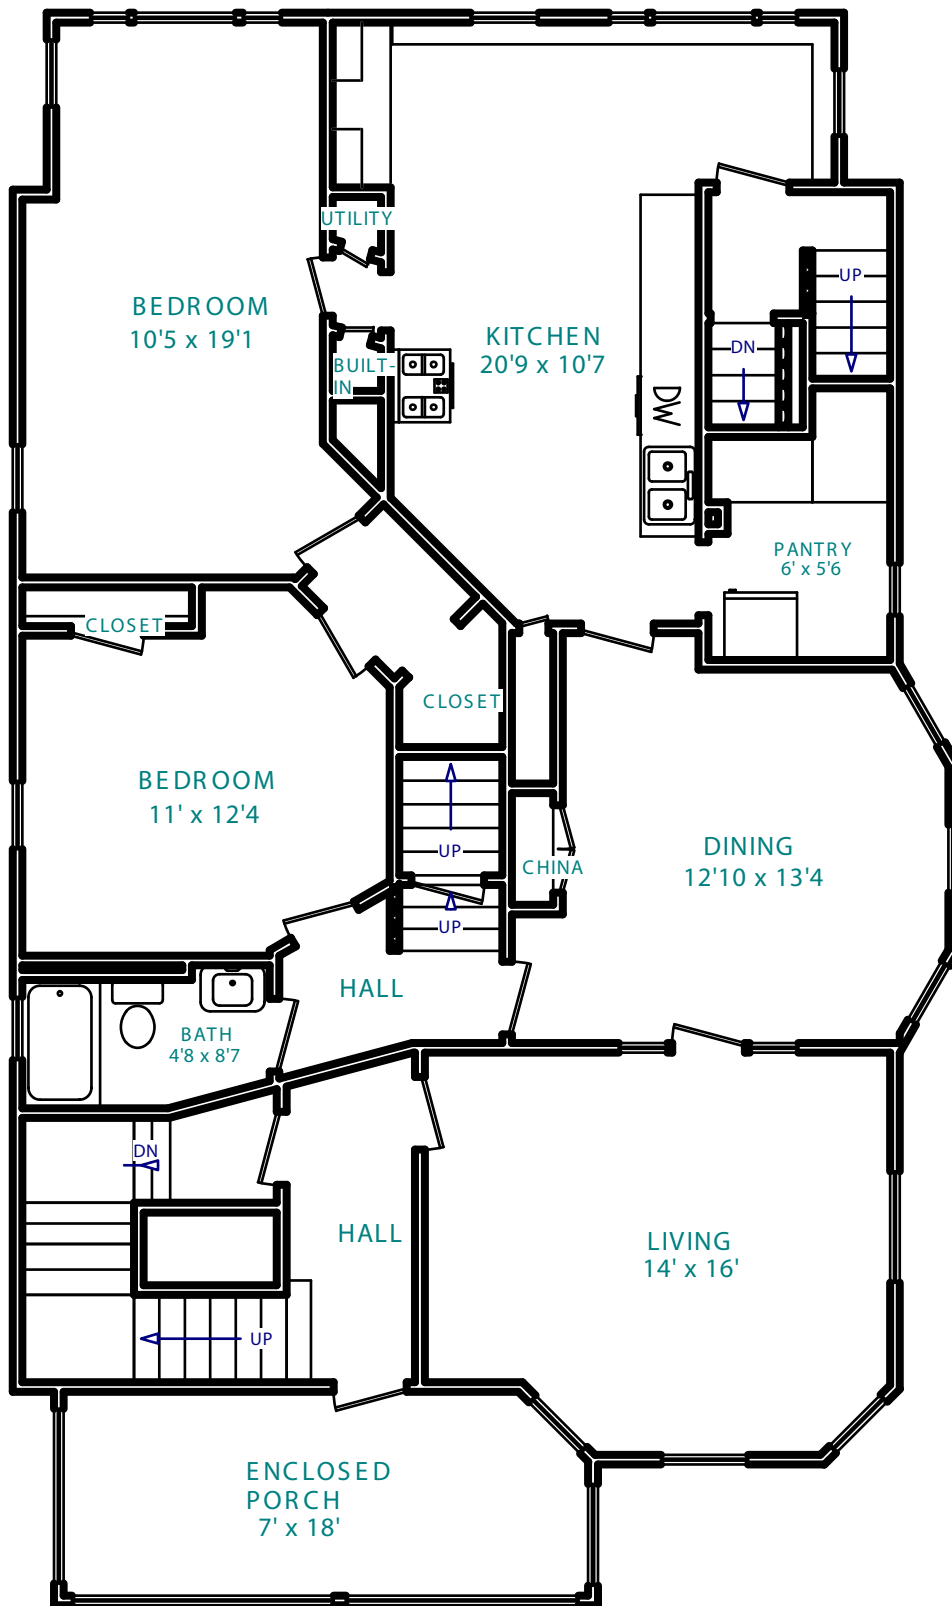 UTILITY
BEDROOM
10'5 x 19'1
KITCHEN
20'9 x 10'7
UP
DN
BUILT-
IN
DW
PANTRY
6' x 5'6
CLOSET
CLOSET
BEDROOM
11' x 12'4
UP
CHINA
DINING
12'10 x 13'4
UP
HALL
BATH
4'8 x 8'7
DN
HALL
LIVING
14' x 16'
UP
ENCLOSED
PORCH
7' x 18'